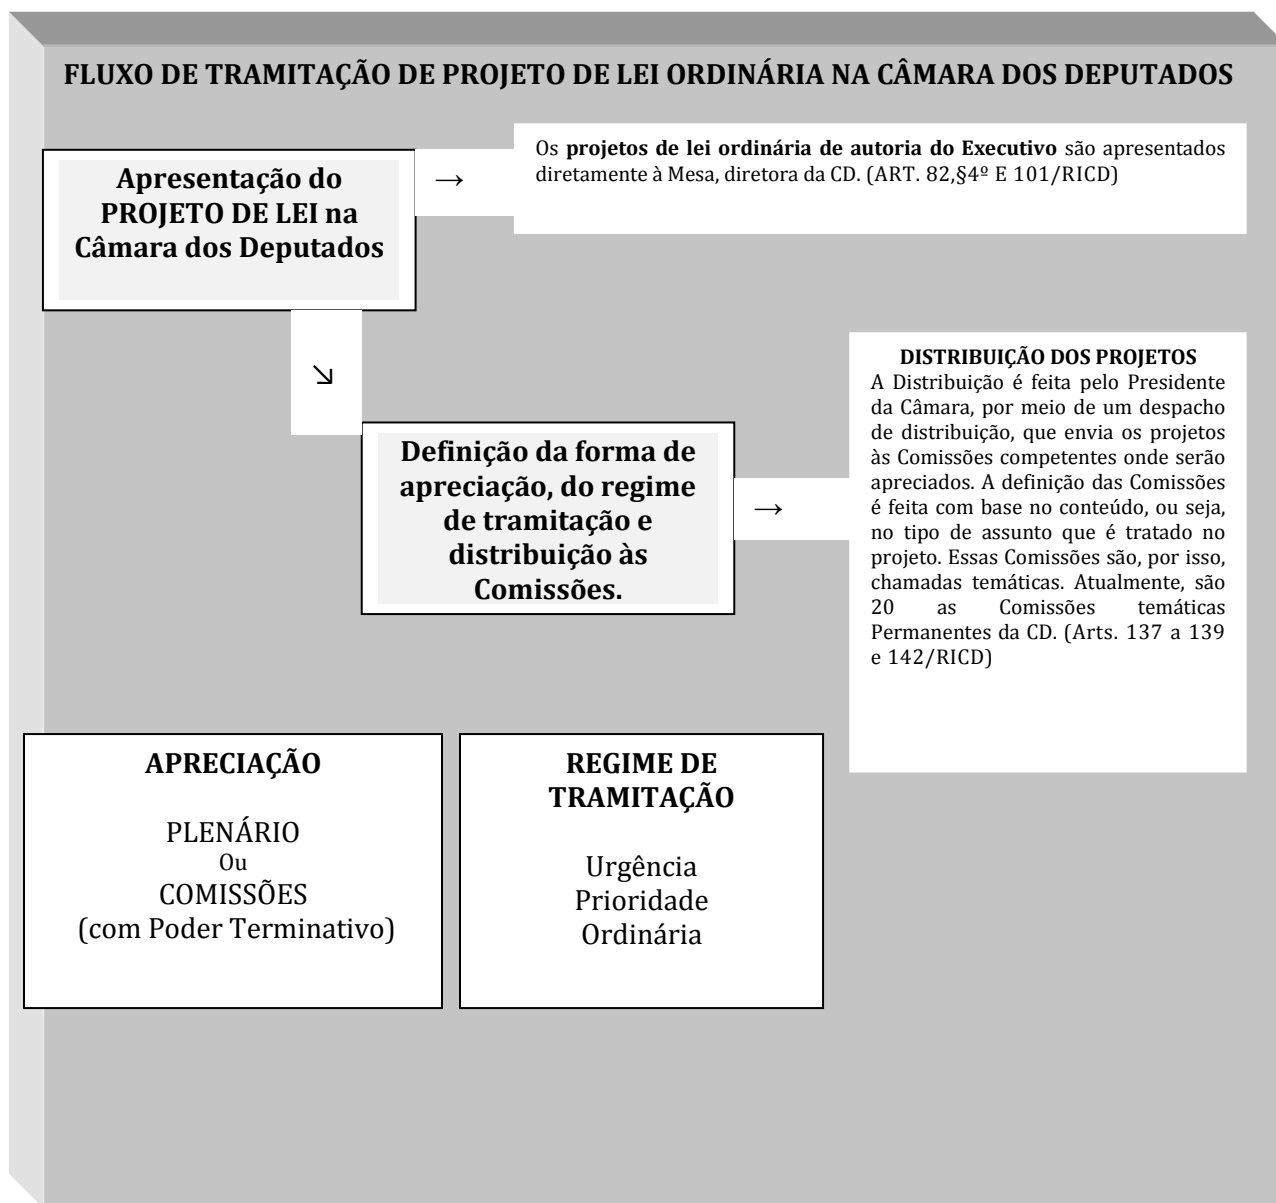 FLUXO DE TRAMITAÇÃO DE PROJETO DE LEI ORDINÁRIA NA CÂMARA DOS DEPUTADOS
Apresentação do
PROJETO DE LEI na
Câmara dos Deputados
→
Os projetos de lei ordinária de autoria do Executivo são apresentados
diretamente à Mesa, diretora da CD. (ART. 82,§4º E 101/RICD)
↘
Definição da forma de
apreciação, do regime
de tramitação e
distribuição às
Comissões.
→
DISTRIBUIÇÃO DOS PROJETOS
A Distribuição é feita pelo Presidente
da Câmara, por meio de um despacho
de distribuição, que envia os projetos
às Comissões competentes onde serão
apreciados. A definição das Comissões
é feita com base no conteúdo, ou seja,
no tipo de assunto que é tratado no
projeto. Essas Comissões são, por isso,
chamadas temáticas. Atualmente, são
20 as Comissões temáticas
Permanentes da CD. (Arts. 137 a 139
e 142/RICD)
APRECIAÇÃO
PLENÁRIO
Ou
COMISSÕES
(com Poder Terminativo)
REGIME DE
TRAMITAÇÃO
Urgência
Prioridade
Ordinária